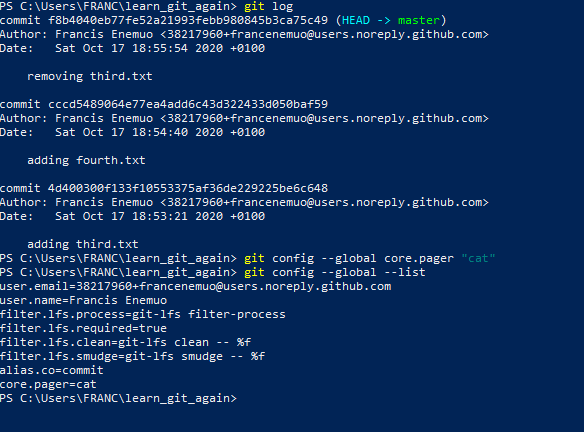 PS C:\Users\FRANC\learn_git_again> git log
commit f8b4040eb77fe52a21993febb980845b3ca75c49 (HEAD -> master)
Author: Francis Enemuo <38217960+francenemuo@users.noreply.github.com>
Date:   Sat Oct 17 18:55:54 2020 +0100
    removing third.txt
commit cccd5489064e77ea4add6c43d322433d050baf59
Author: Francis Enemuo <38217960+francenemuo@users.noreply.github.com>
Date:   Sat Oct 17 18:54:40 2020 +0100
    adding fourth.txt
commit 4d400300f133f10553375af36de229225be6c648
Author: Francis Enemuo <38217960+francenemuo@users.noreply.github.com>
Date:   Sat Oct 17 18:53:21 2020 +0100
    adding third.txt
PS C:\Users\FRANC\learn_git_again> git config --global core.pager "cat"
PS C:\Users\FRANC\learn_git_again> git config --global --list
user.email=38217960+francenemuo@users.noreply.github.com
user.name=Francis Enemuo
filter.lfs.process=git-lfs filter-process
filter.lfs.required=true
filter.lfs.clean=git-lfs clean -- %f
filter.lfs.smudge=git-lfs smudge -- %f
alias.co=commit
core.pager=cat
PS C:\Users\FRANC\learn_git_again>